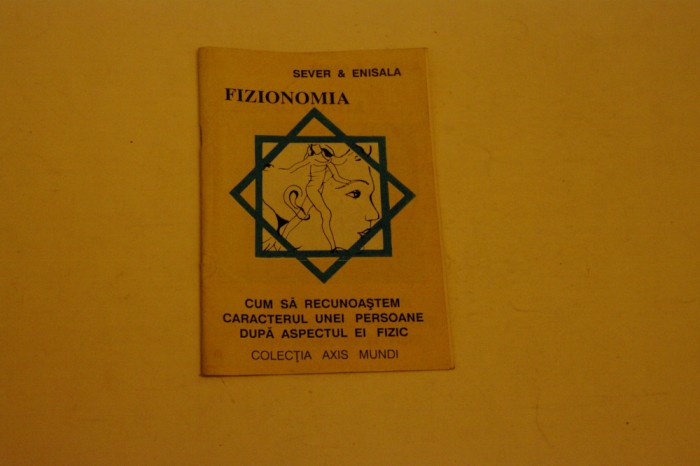 SEVER & ENISALA
FIZIONOMIA
CUM SĂ RECUNOAŞTEM
CARACTERUL UNEI PERSOANE
DUPĂ ASPECTUL EI FIZIC
COLECŢIA AXIS MUNDI